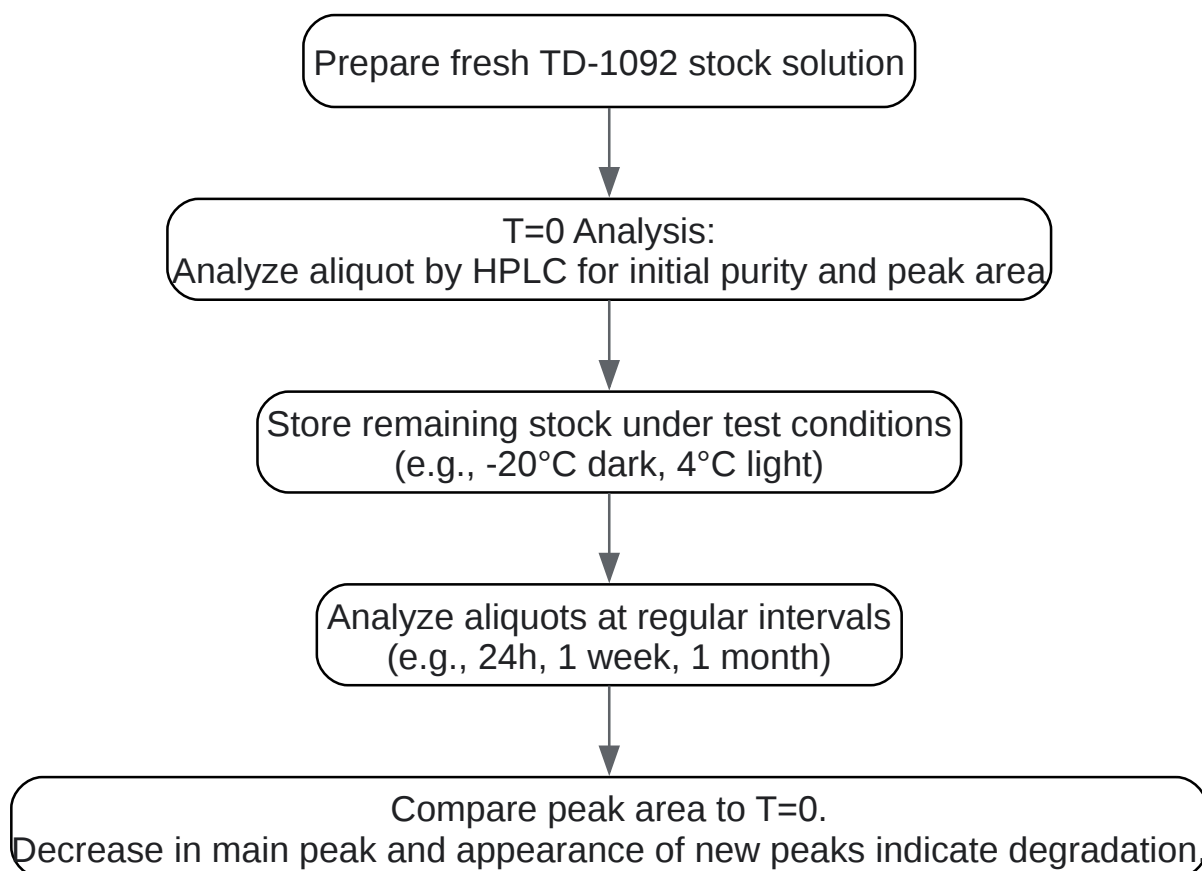 Prepare fresh TD-1092 stock solution
T=0 Analysis:
Analyze aliquot by HPLC for initial purity and peak area
Store remaining stock under test conditions
(e.g., -20°C dark, 4°C light)
Analyze aliquots at regular intervals
(e.g., 24h, 1 week, 1 month)
Compare peak area to T=0.
Decrease in main peak and appearance of new peaks indicate degradation.